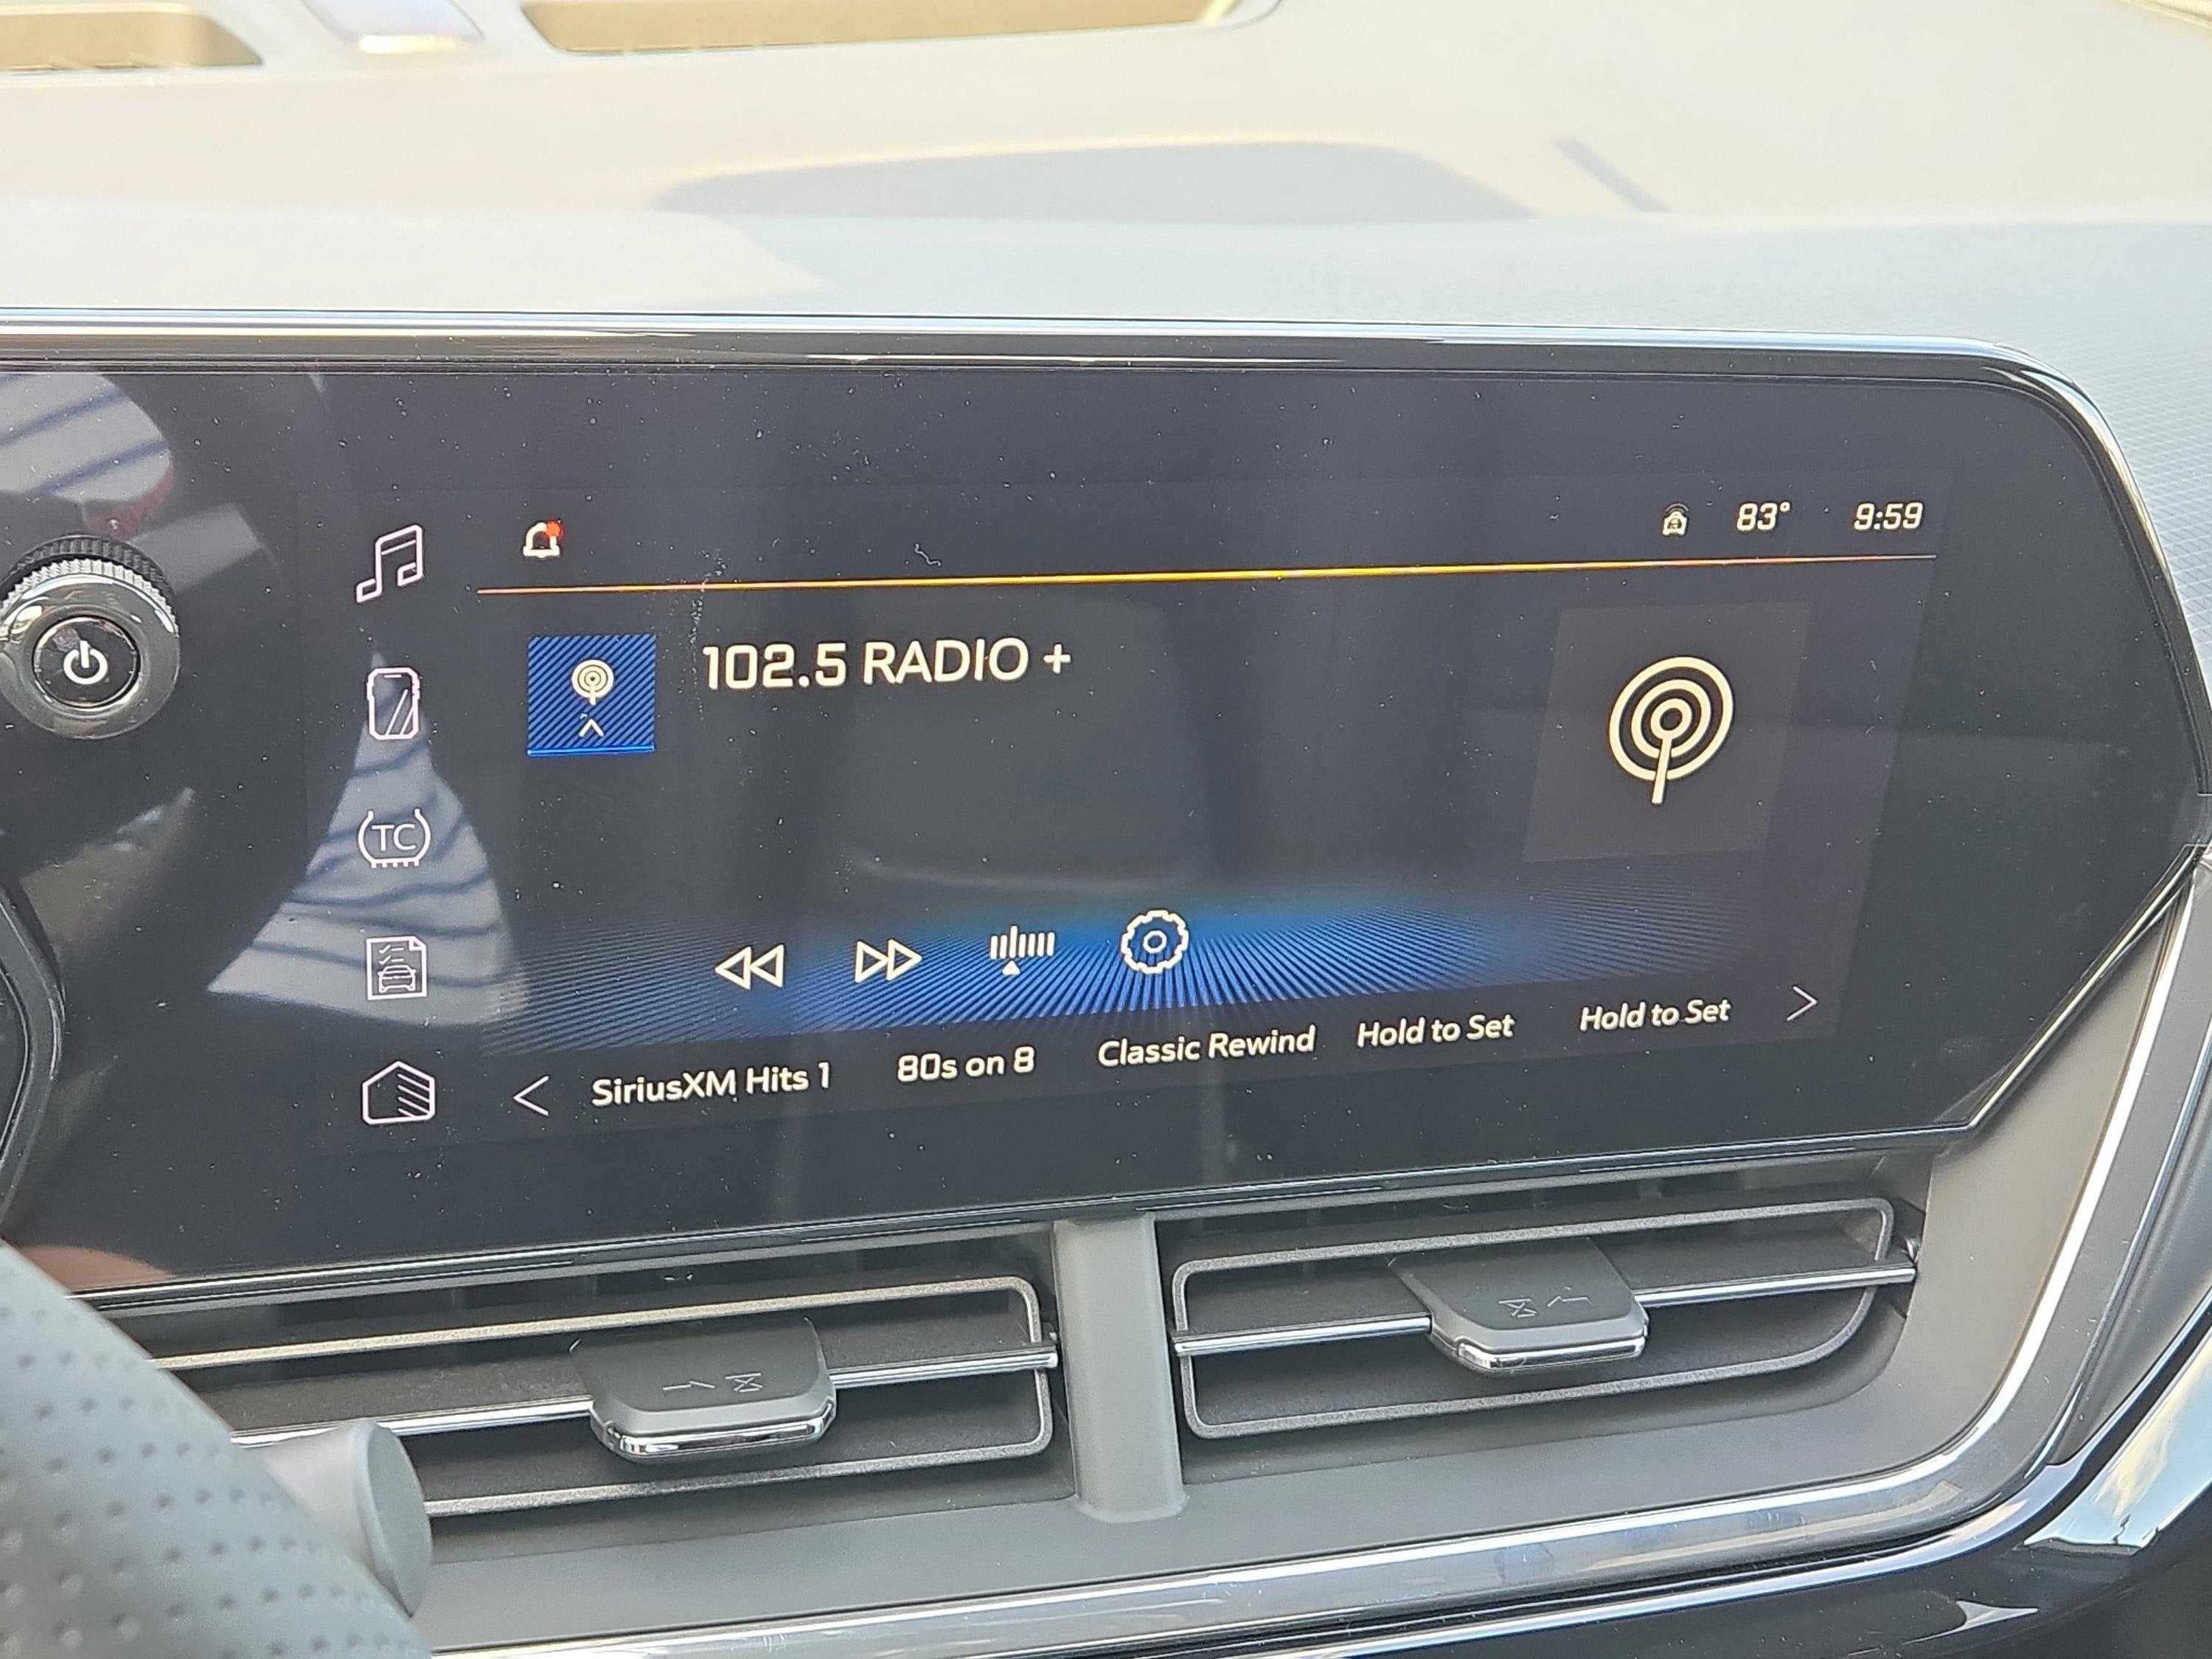 83° 9:59
102.5 RADIO +
TC
SiriusXM Hits 1 80s on 8 Classic Rewind Hold to Set Hold to Set